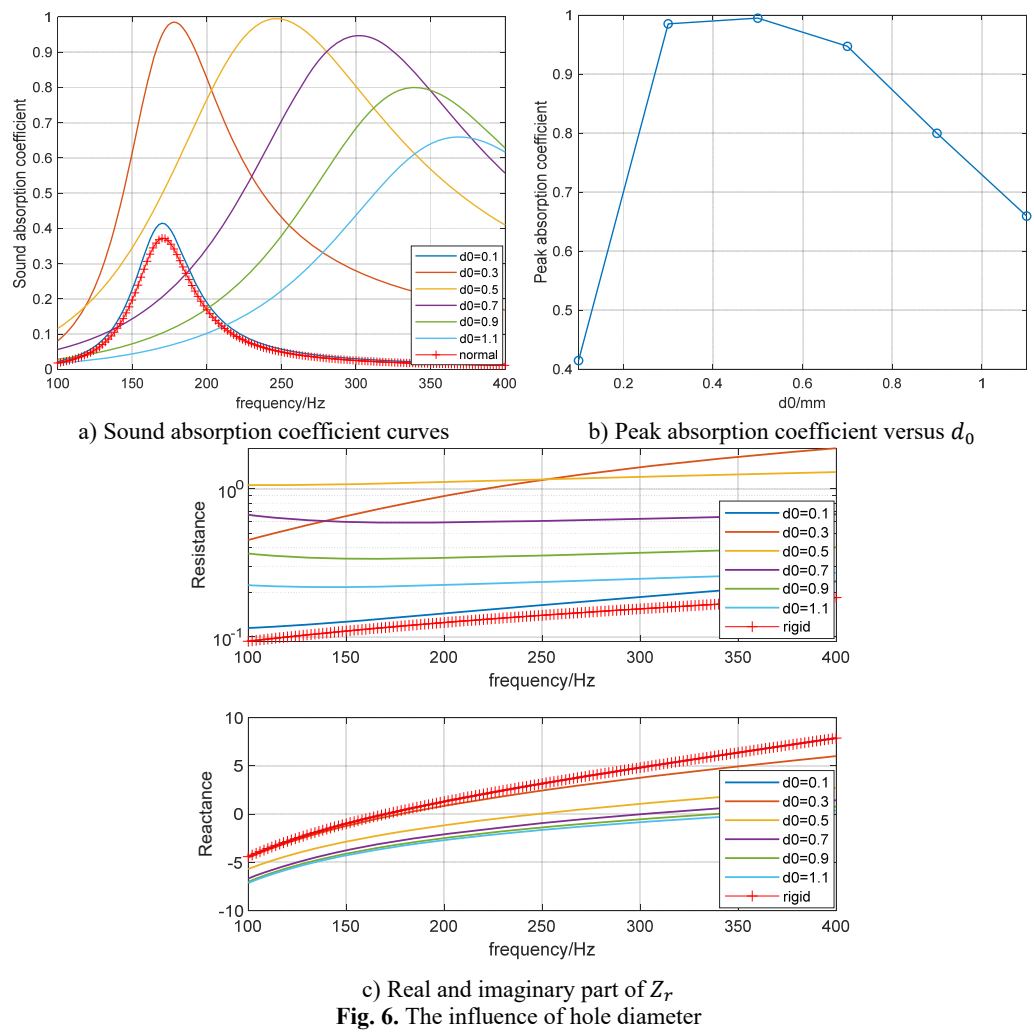 1
0.9
0.8
0.7
0.6
0.5
0.4
0.3
0.2
0.1
0
Sound absorption coefficient
d0=0.1
d0=0.3
d0=0.5
d0=0.7
d0=0.9
d0=1.1
normal
100 150 200 250 300 350 400
frequency/Hz
a) Sound absorption coefficient curves
1
0.9
0.8
0.7
0.6
0.5
0.4
Peak absorption coefficient
0.2 0.4 0.6 0.8 1
d0/mm
b) Peak absorption coefficient versus d₀
10⁰
10⁻¹
Resistance
d0=0.1
d0=0.3
d0=0.5
d0=0.7
d0=0.9
d0=1.1
rigid
100 150 200 250 300 350 400
frequency/Hz
10
5
0
-5
-10
Reactance
d0=0.1
d0=0.3
d0=0.5
d0=0.7
d0=0.9
d0=1.1
rigid
100 150 200 250 300 350 400
frequency/Hz
c) Real and imaginary part of Zᵣ
Fig. 6. The influence of hole diameter